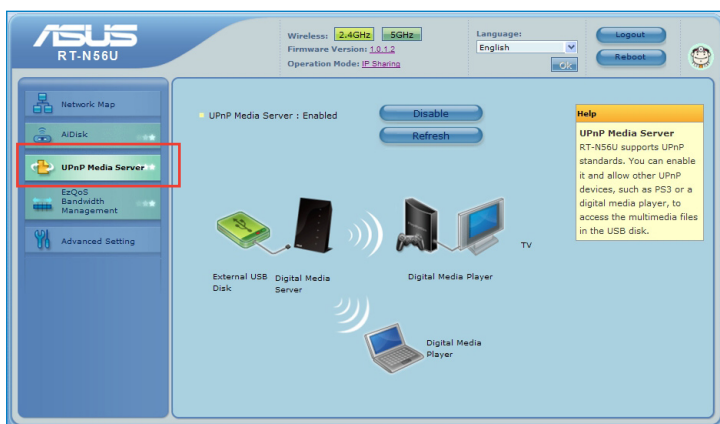 ASUS
RT-N56U
Wireless: 2.4GHz 5GHz
Firmware Version: 1.0.1.2
Operation Mode: IP Sharing
Language:
English
OK
Logout
Reboot
Network Map
AiDisk
UPnP Media Server
EzQoS
Bandwidth
Management
Advanced Setting
UPnP Media Server : Enabled
Disable
Refresh
External USB
Disk
Digital Media
Server
Digital Media Player
TV
Digital Media
Player
Help
UPnP Media Server
RT-N56U supports UPnP
standards. You can enable
it and allow other UPnP
devices, such as PS3 or a
digital media player, to
access the multimedia files
in the USB disk.